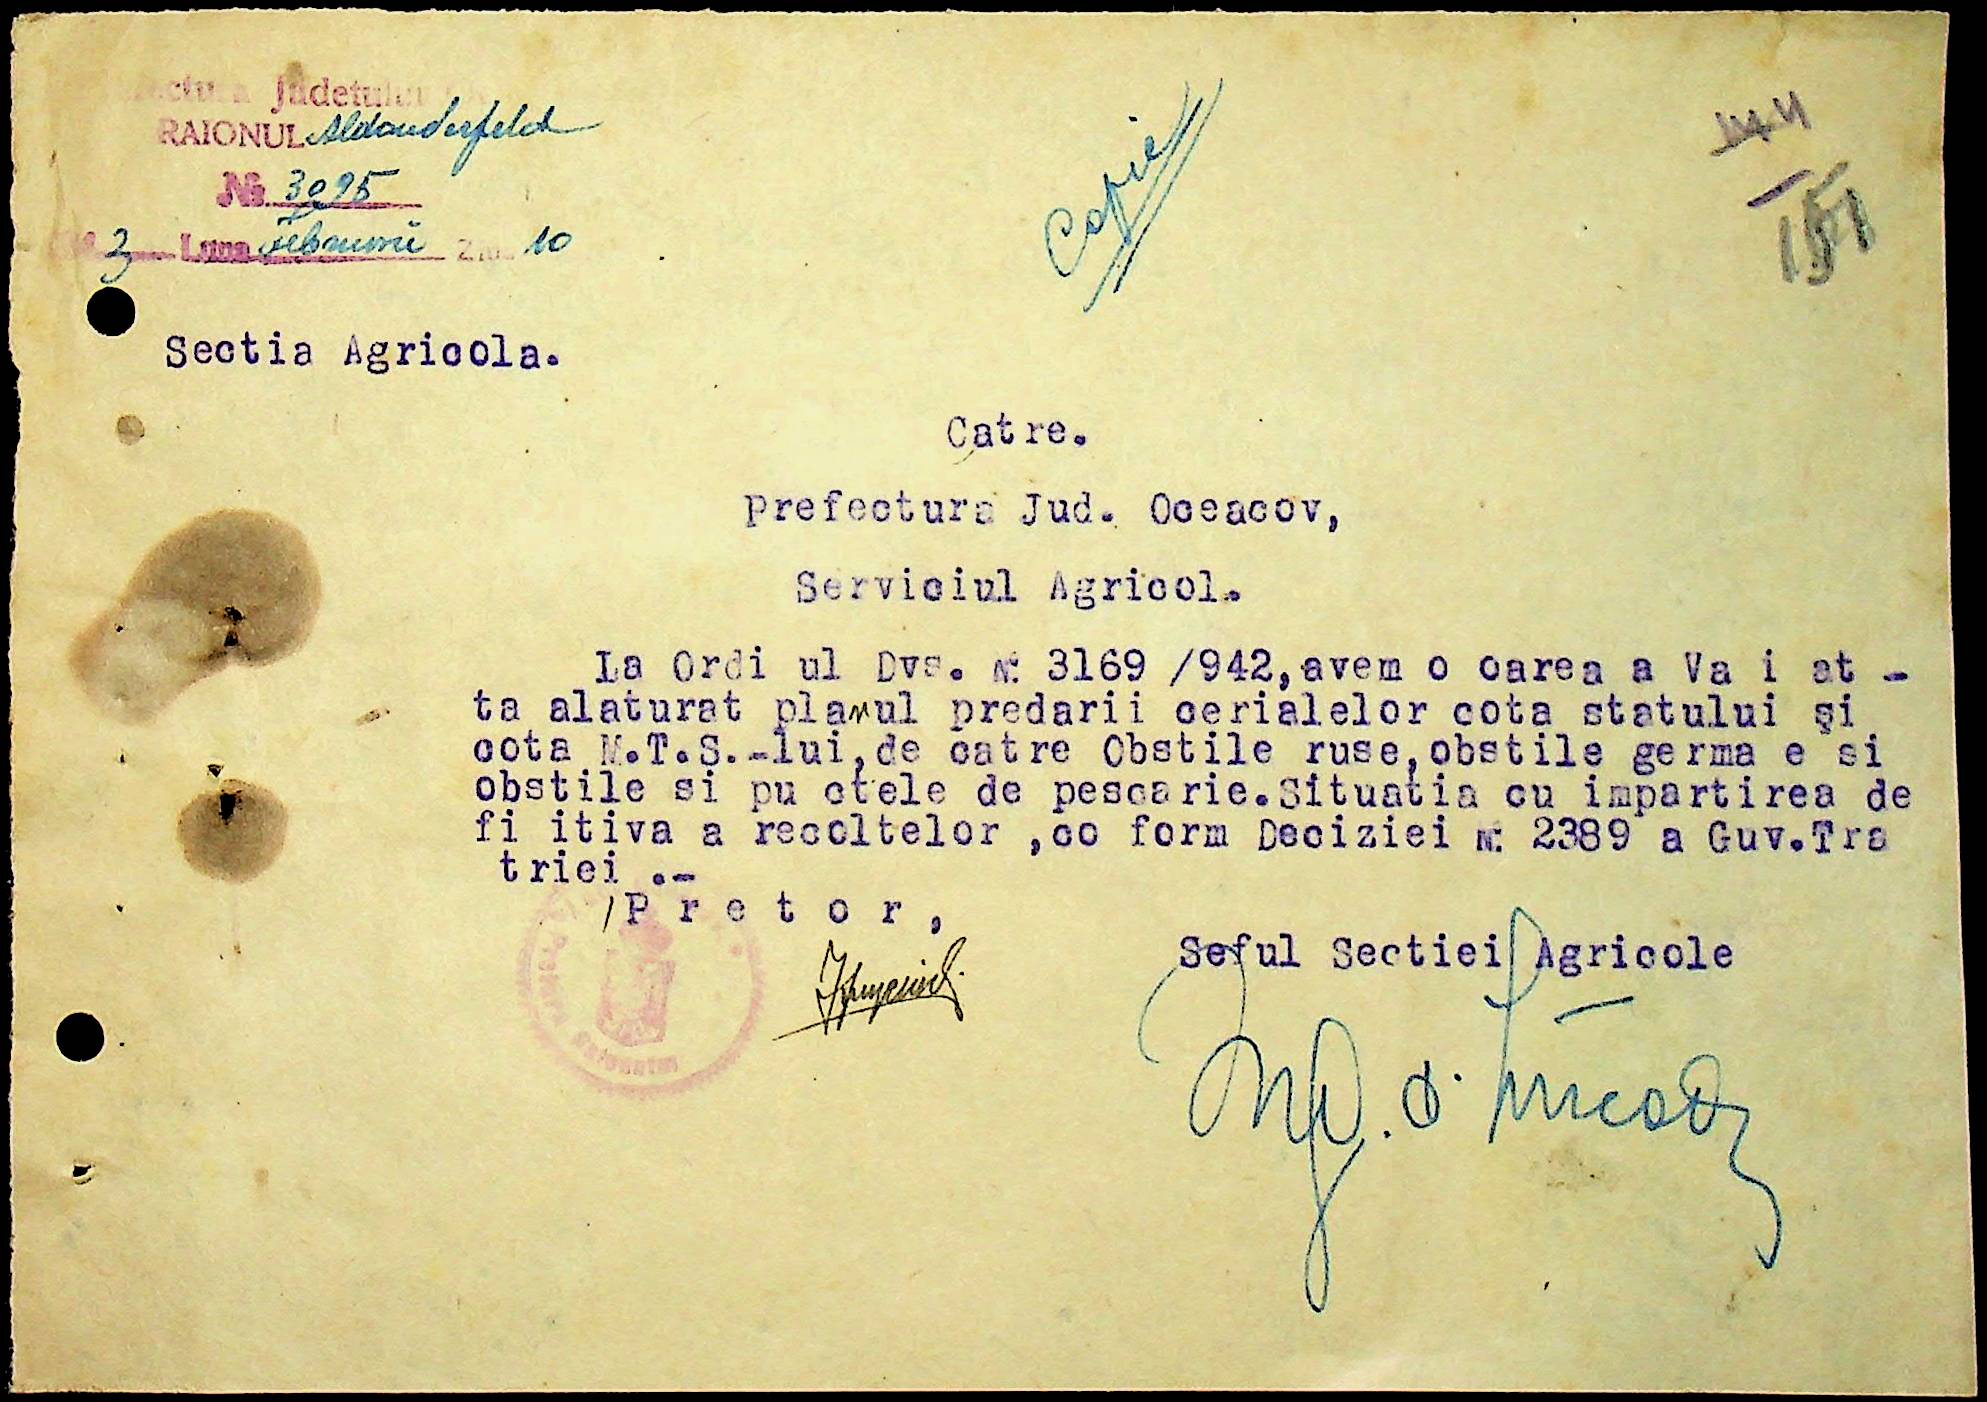 Judetului
RAIONUL
№ 3095
3 Luna Ziua 10
Copie
151
Sectia Agricola.
Catre.
Prefectura Jud. Oceacov,
Serviciul Agricol.
La Ordi ul Dvs. № 3169 /942,avem o oarea a Va i at -
ta alaturat planul predarii cerialelor cota statului şi
cota M.T.S.-lui,de catre Obstile ruse,obstile germa e si
obstile si pu ctele de pescarie.Situatia cu impartirea de
fi itiva a recoltelor ,co form Deciziei № 2389 a Guv.Tra
triei .-
/P r e t o r ,
Seful Sectiei Agricole
Ing.